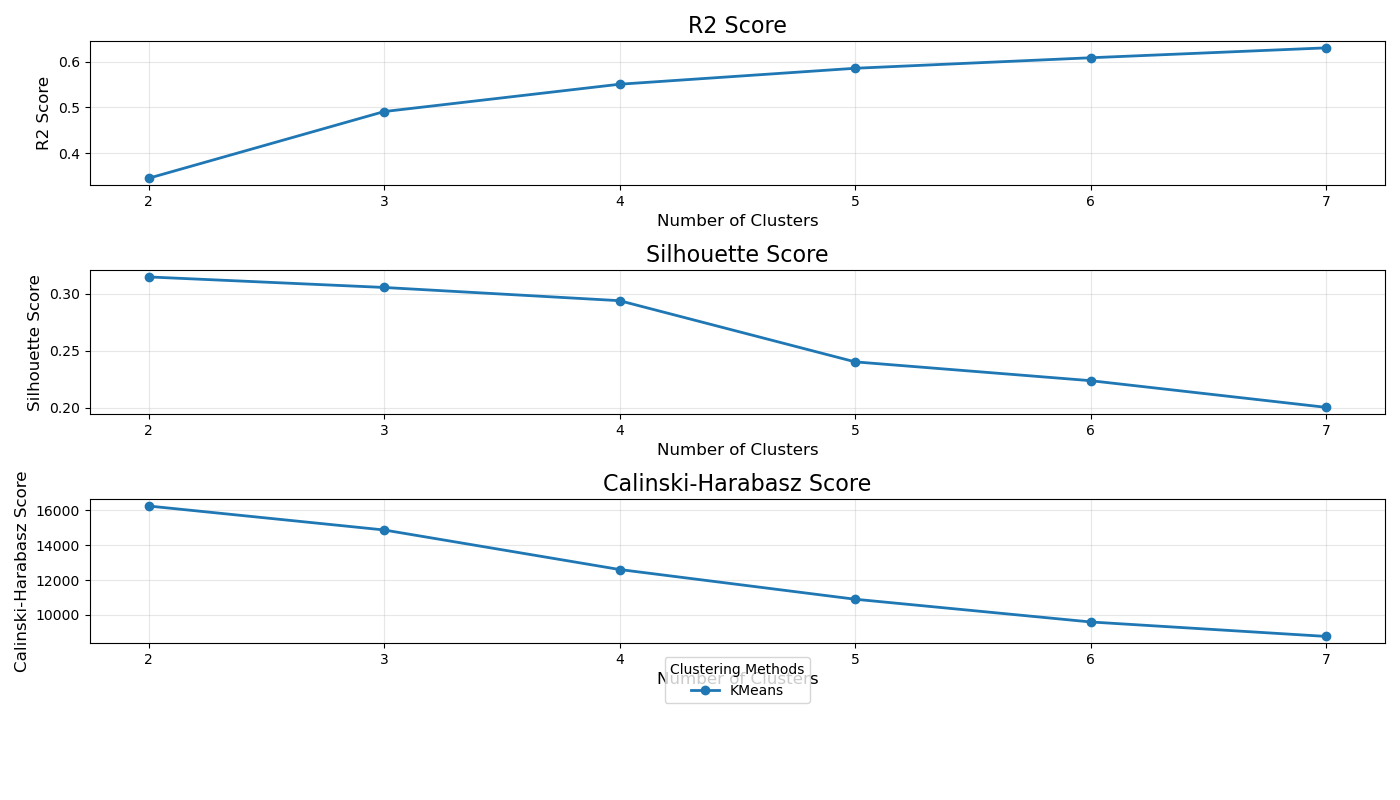 R2 Score
R2 Score
0.6
0.5
0.4
2 3 4 5 6 7
Number of Clusters
Silhouette Score
Silhouette Score
0.30
0.25
0.20
2 3 4 5 6 7
Number of Clusters
Calinski-Harabasz Score
Calinski-Harabasz Score
16000
14000
12000
10000
2 3 4 5 6 7
Number of Clusters
Clustering Methods
KMeans